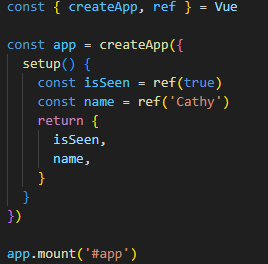 const { createApp, ref } = Vue

const app = createApp({
  setup() {
    const isSeen = ref(true)
    const name = ref('Cathy')
    return {
      isSeen,
      name,
    }
  }
})

app.mount('#app')